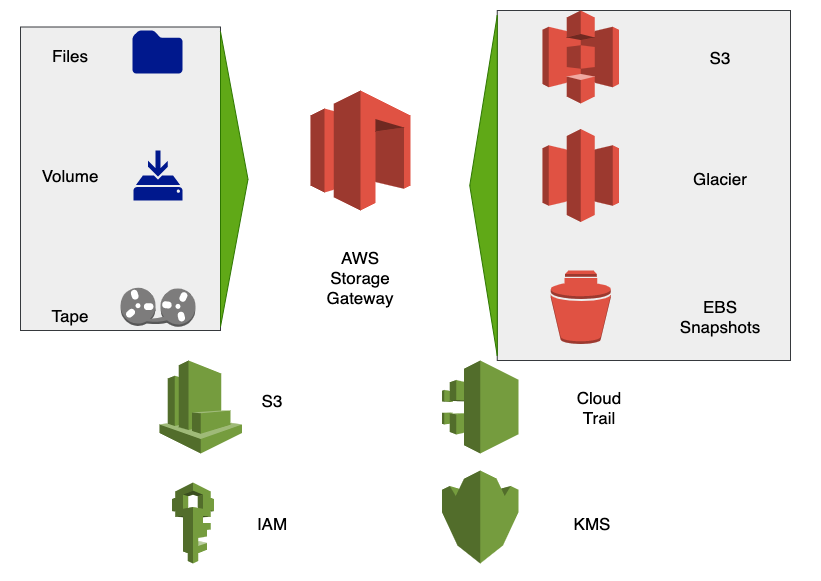 Files
Volume
Tape
AWS
Storage
Gateway
S3
Glacier
EBS
Snapshots
S3
Cloud
Trail
IAM
KMS